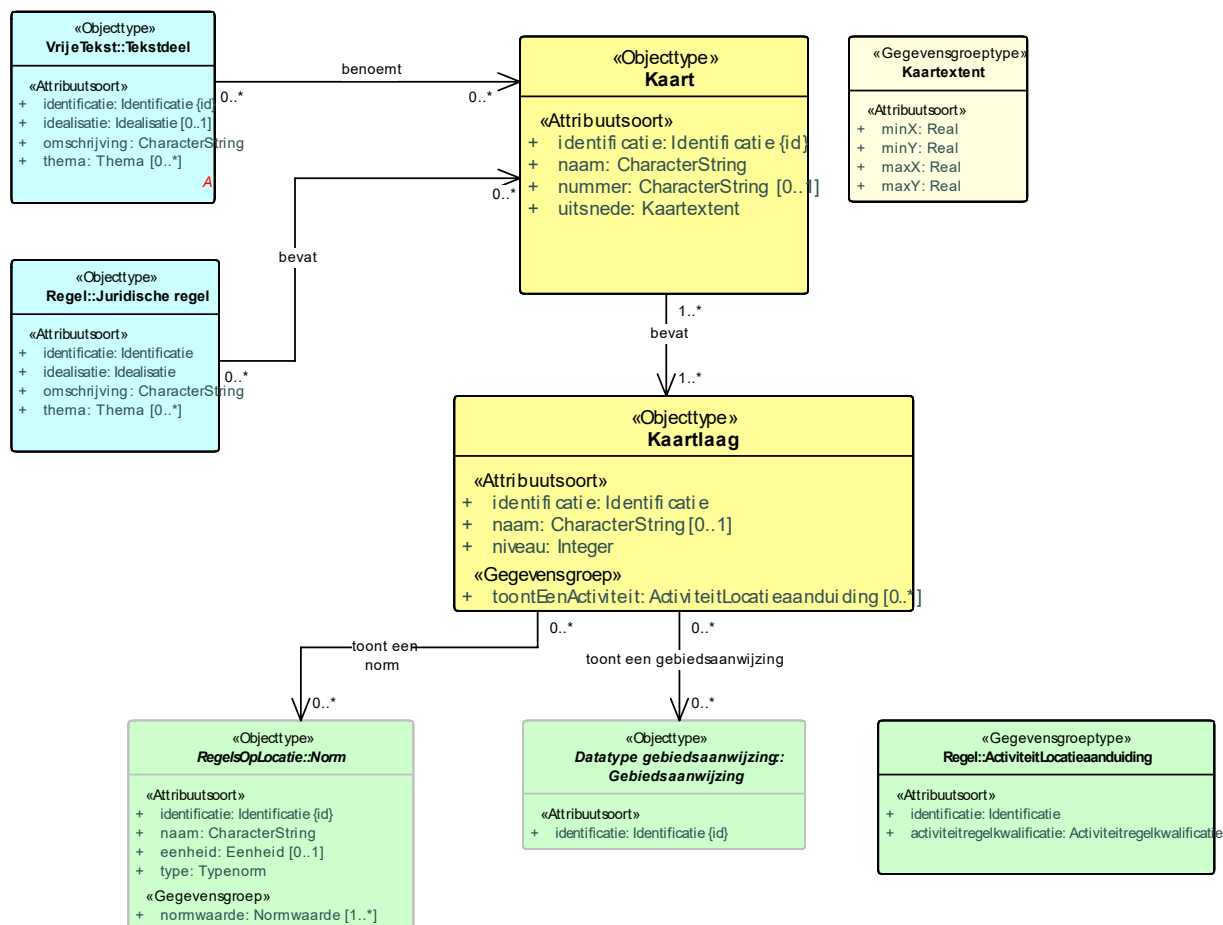 «Objecttype»
VrijeTekst::Tekstdeel
«Attribuutsoort»
+ identificatie: Identificatie {id}
+ idealisatie: Idealisatie [0..1]
+ omschrijving: CharacterString
+ thema: Thema [0..*]
A
benoemt
0..*
0..*
«Objecttype»
Kaart
«Attribuutsoort»
+ identificatie: Identificatie {id}
+ naam: CharacterString
+ nummer: CharacterString [0..1]
+ uitsnede: Kaartextent
«Gegevensgroeptype»
Kaartextent
«Attribuutsoort»
+ minX: Real
+ minY: Real
+ maxX: Real
+ maxY: Real
0..*
bevat
«Objecttype»
Regel::Juridische regel
«Attribuutsoort»
+ identificatie: Identificatie
+ idealisatie: Idealisatie
+ omschrijving: CharacterString
+ thema: Thema [0..*]
0..*
1..*
bevat
1..*
«Objecttype»
Kaartlaag
«Attribuutsoort»
+ identificatie: Identificatie
+ naam: CharacterString [0..1]
+ niveau: Integer
«Gegevensgroep»
+ toontEenActiviteit: ActiviteitLocatieaanduiding [0..*]
0..*
toont een
norm
0..*
0..*
toont een gebiedsaanwijzing
0..*
«Objecttype»
RegelsOpLocatie::Norm
«Attribuutsoort»
+ identificatie: Identificatie {id}
+ naam: CharacterString
+ eenheid: Eenheid [0..1]
+ type: Typenorm
«Gegevensgroep»
+ normwaarde: Normwaarde [1..*]
«Objecttype»
Datatype gebiedsaanwijzing::
Gebiedsaanwijzing
«Attribuutsoort»
+ identificatie: Identificatie {id}
«Gegevensgroeptype»
Regel::ActiviteitLocatieaanduiding
«Attribuutsoort»
+ identificatie: Identificatie
+ activiteitregelkwalificatie: Activiteitregelkwalificatie